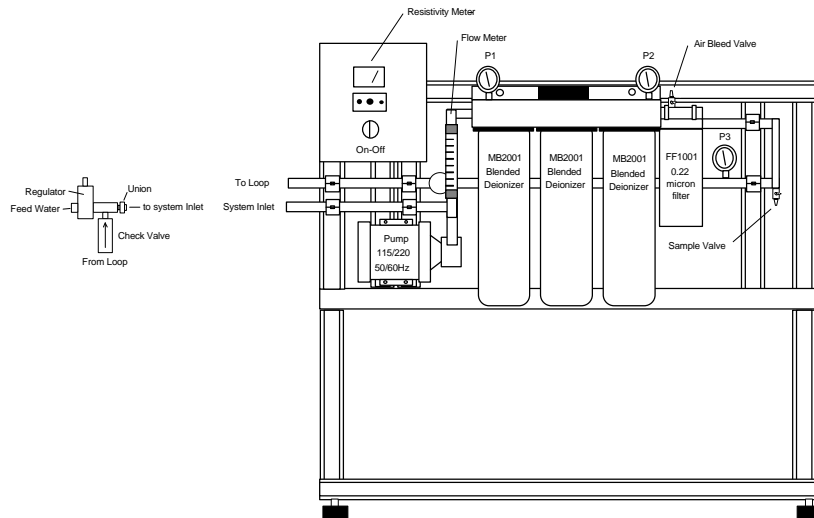 Resistivity Meter
Flow Meter
P1
P2
Air Bleed Valve
On-Off
P3
MB2001
Blended
Deionizer
MB2001
Blended
Deionizer
MB2001
Blended
Deionizer
FF1001
0.22
micron
filter
To Loop
System Inlet
Regulator
Union
Feed Water
to system Inlet
Check Valve
From Loop
Pump
115/220
50/60Hz
Sample Valve